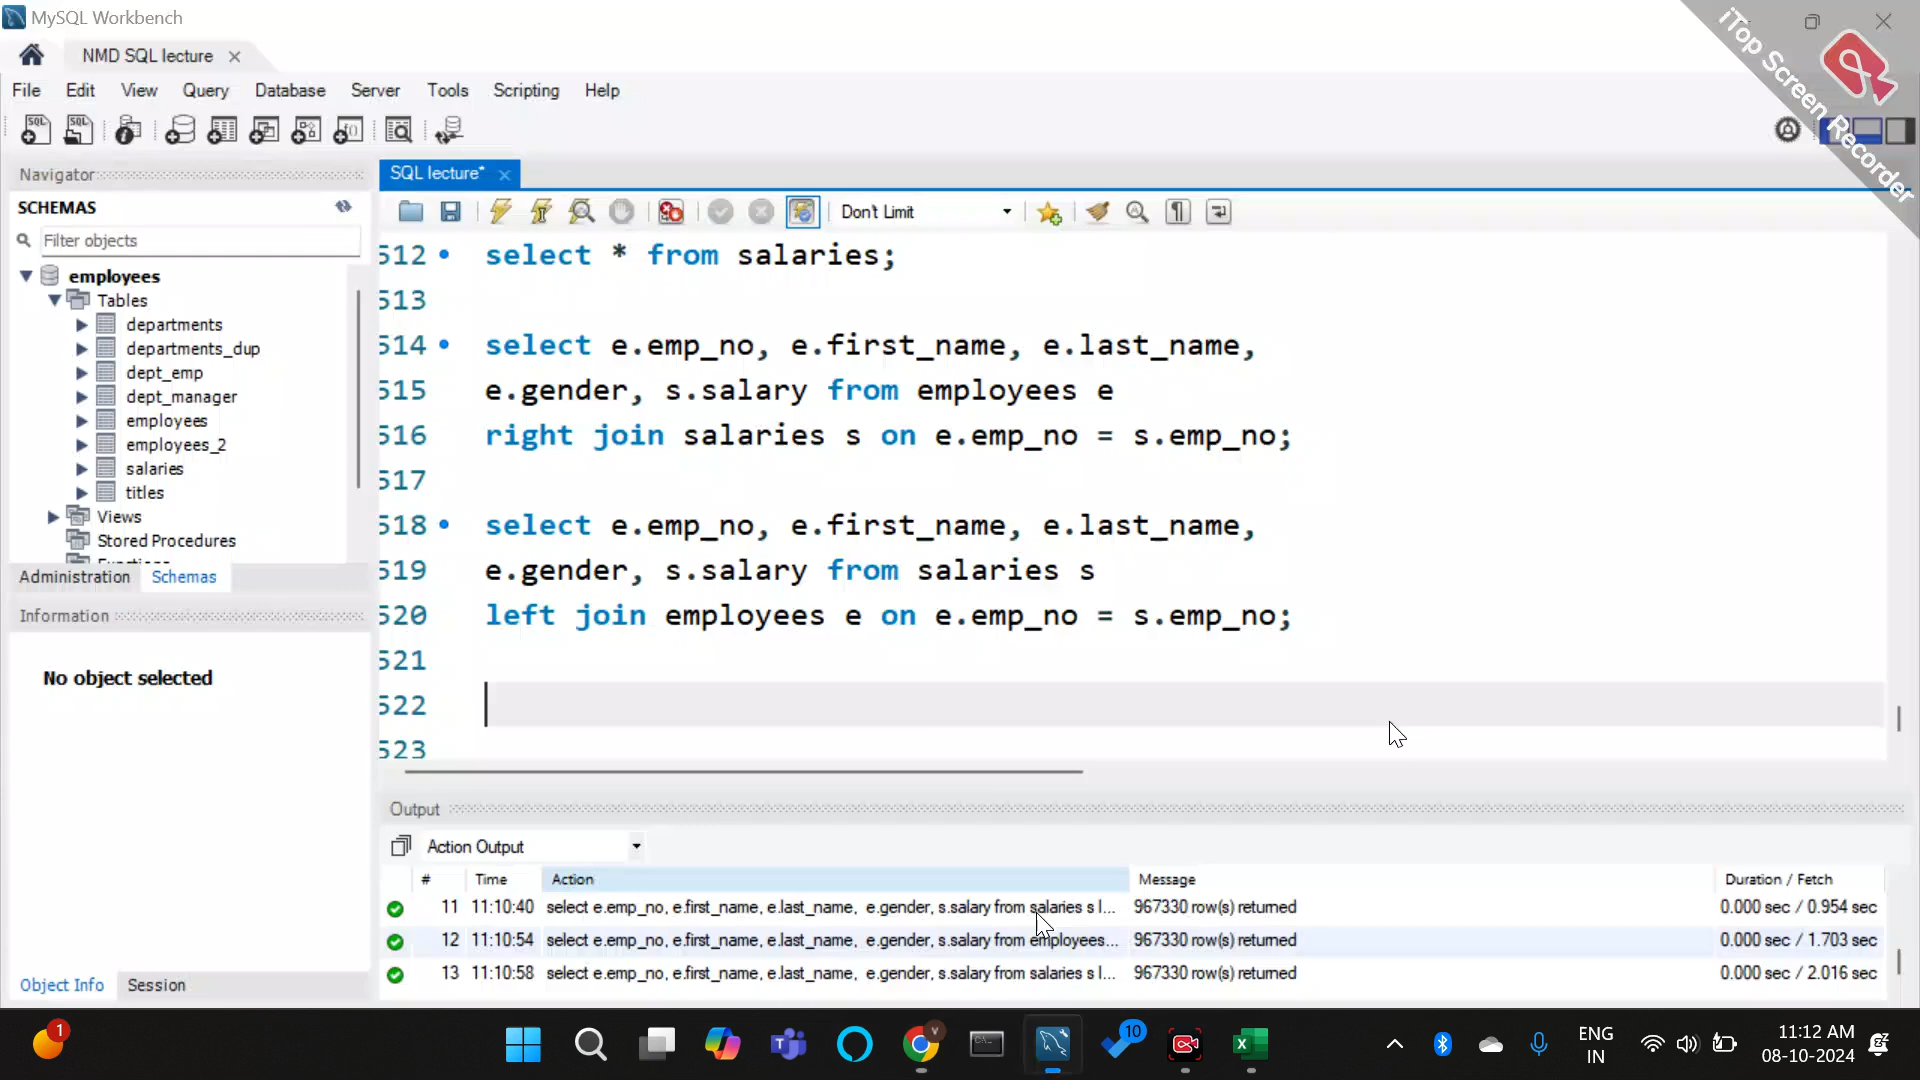 MySQL Workbench
NMD SQL lecture
File Edit View Query Database Server Tools Scripting Help
iTop Screen Recorder
Navigator
SCHEMAS
Filter objects
employees
Tables
departments
departments_dup
dept_emp
dept_manager
employees
employees_2
salaries
titles
Views
Stored Procedures
Administration Schemas
Information
No object selected
Object Info Session
SQL lecture*
Don't Limit
512 select * from salaries;
513
514 select e.emp_no, e.first_name, e.last_name,
515 e.gender, s.salary from employees e
516 right join salaries s on e.emp_no = s.emp_no;
517
518 select e.emp_no, e.first_name, e.last_name,
519 e.gender, s.salary from salaries s
520 left join employees e on e.emp_no = s.emp_no;
521
522
523
Output
Action Output
# Time Action Message Duration / Fetch
11 11:10:40 select e.emp_no, e.first_name, e.last_name, e.gender, s.salary from salaries s l... 967330 row(s) returned 0.000 sec / 0.954 sec
12 11:10:54 select e.emp_no, e.first_name, e.last_name, e.gender, s.salary from employees... 967330 row(s) returned 0.000 sec / 1.703 sec
13 11:10:58 select e.emp_no, e.first_name, e.last_name, e.gender, s.salary from salaries s l... 967330 row(s) returned 0.000 sec / 2.016 sec
1
V
10
ENG
IN
11:12 AM
08-10-2024